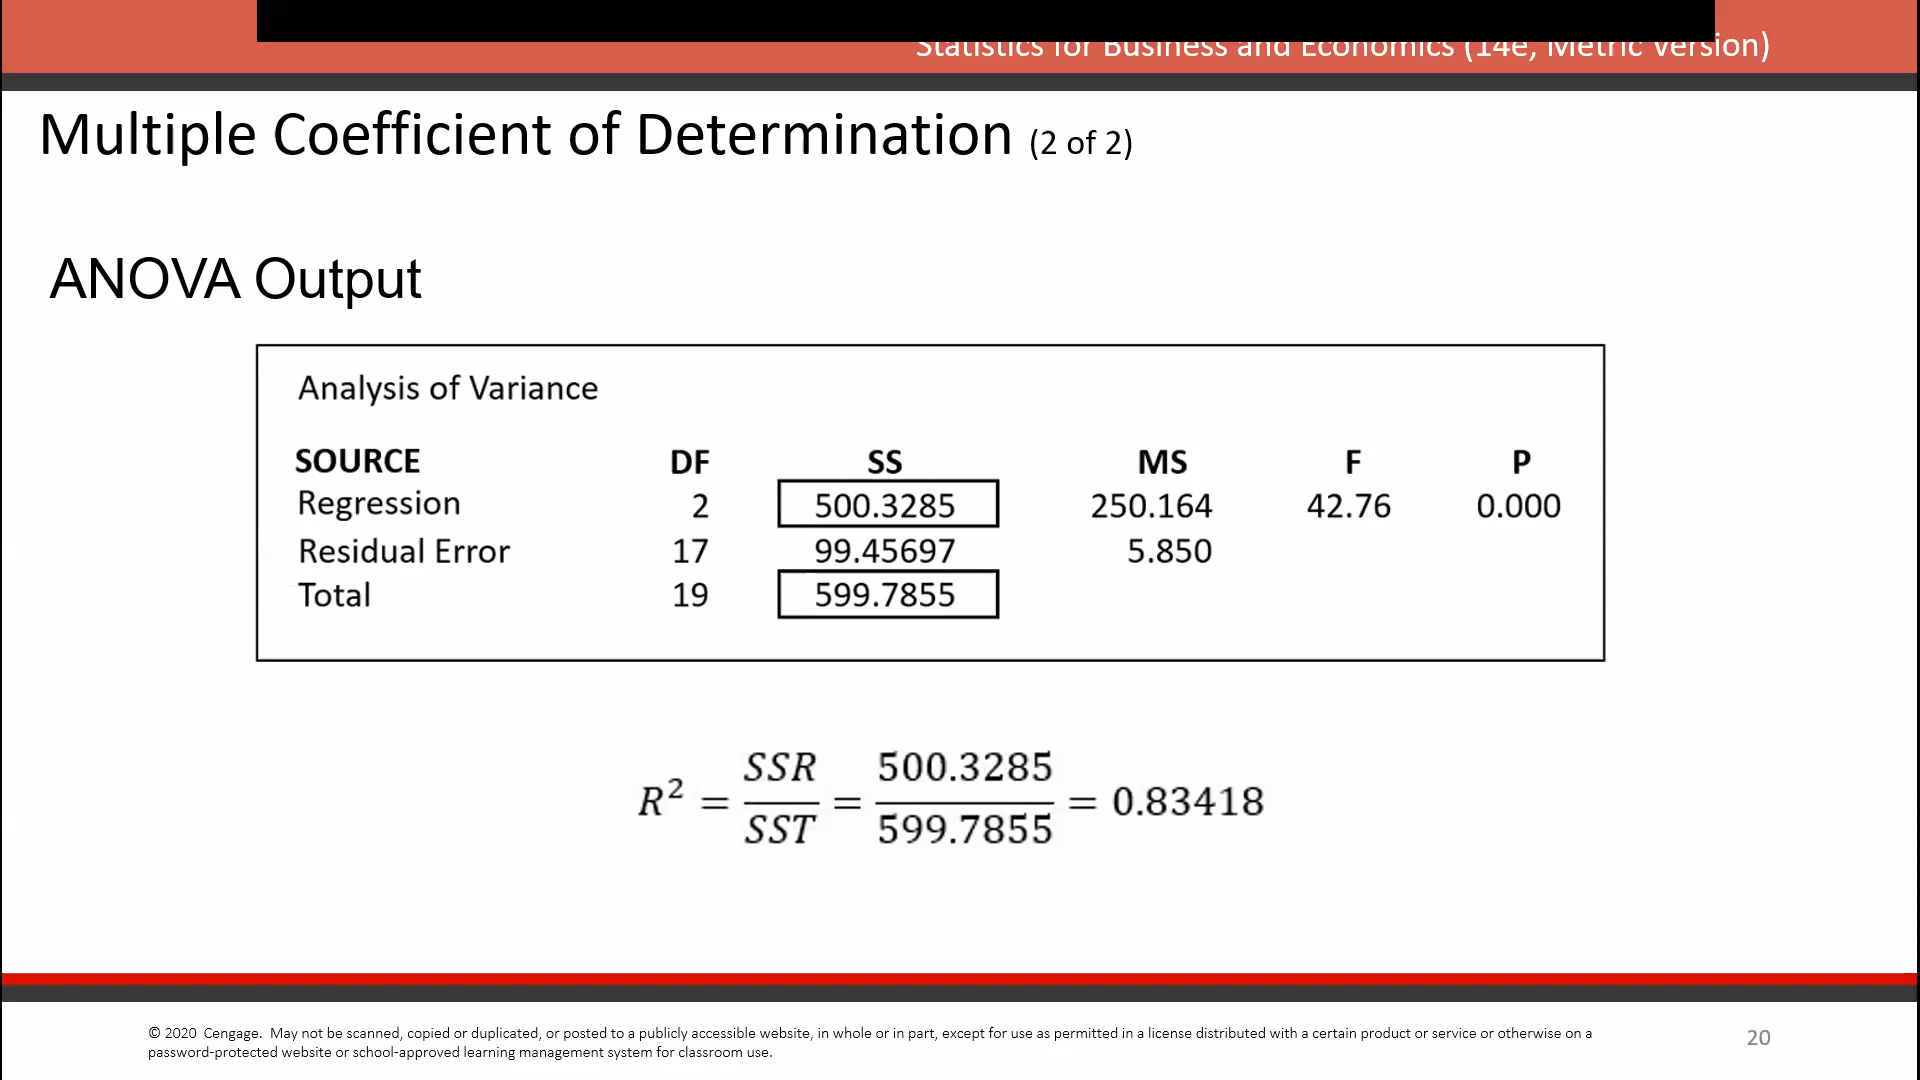 Statistics for Business and Economics (14e, Metric Version)
Multiple Coefficient of Determination (2 of 2)
ANOVA Output
Analysis of Variance
SOURCE DF SS MS F P
Regression 2 500.3285 250.164 42.76 0.000
Residual Error 17 99.45697 5.850
Total 19 599.7855
R² = SSR/SST = 500.3285/599.7855 = 0.83418
© 2020 Cengage. May not be scanned, copied or duplicated, or posted to a publicly accessible website, in whole or in part, except for use as permitted in a license distributed with a certain product or service or otherwise on a
password-protected website or school-approved learning management system for classroom use.
20